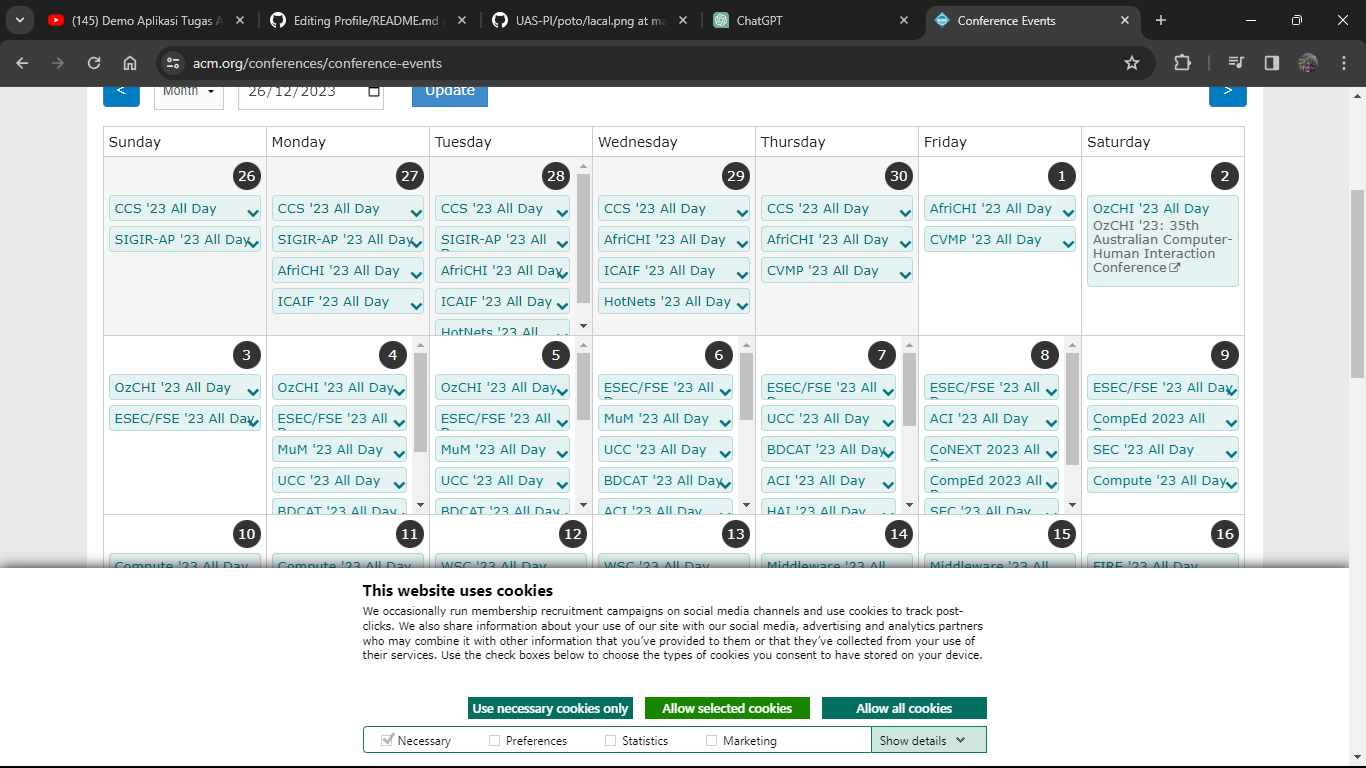 (145) Demo Aplikasi Tugas A
Editing Profile/README.md
UAS-PI/poto/lacal.png at ma
ChatGPT
Conference Events
acm.org/conferences/conference-events
<
Month
26/12/2023
Update
>
Sunday Monday Tuesday Wednesday Thursday Friday Saturday
26
CCS '23 All Day
SIGIR-AP '23 All Day
27
CCS '23 All Day
SIGIR-AP '23 All Day
AfriCHI '23 All Day
ICAIF '23 All Day
28
CCS '23 All Day
SIGIR-AP '23 All
AfriCHI '23 All Day
ICAIF '23 All Day
HotNets '23 All
29
CCS '23 All Day
AfriCHI '23 All Day
ICAIF '23 All Day
HotNets '23 All Day
30
CCS '23 All Day
AfriCHI '23 All Day
CVMP '23 All Day
1
AfriCHI '23 All Day
CVMP '23 All Day
2
OzCHI '23 All Day
OzCHI '23: 35th
Australian Computer-
Human Interaction
Conference
3
OzCHI '23 All Day
ESEC/FSE '23 All Day
4
OzCHI '23 All Day
ESEC/FSE '23 All
MuM '23 All Day
UCC '23 All Day
BDCAT '23 All Day
5
OzCHI '23 All Day
ESEC/FSE '23 All
MuM '23 All Day
UCC '23 All Day
BDCAT '23 All Day
6
ESEC/FSE '23 All
MuM '23 All Day
UCC '23 All Day
BDCAT '23 All Day
ACI '23 All Day
7
ESEC/FSE '23 All
UCC '23 All Day
BDCAT '23 All Day
ACI '23 All Day
HAI '23 All Day
8
ESEC/FSE '23 All
ACI '23 All Day
CoNEXT 2023 All
CompEd 2023 All
SEC '23 All Day
9
ESEC/FSE '23 All Day
CompEd 2023 All
SEC '23 All Day
Compute '23 All Day
10
Compute '23 All Day
11
Compute '23 All Day
12
WSC '23 All Day
13
WSC '23 All Day
14
Middleware '23 All
15
Middleware '23 All
16
FIRE '23 All Day
This website uses cookies
We occasionally run membership recruitment campaigns on social media channels and use cookies to track post-
clicks. We also share information about your use of our site with our social media, advertising and analytics partners
who may combine it with other information that you've provided to them or that they've collected from your use of
their services. Use the check boxes below to choose the types of cookies you consent to have stored on your device.
Use necessary cookies only
Allow selected cookies
Allow all cookies
Necessary
Preferences
Statistics
Marketing
Show details